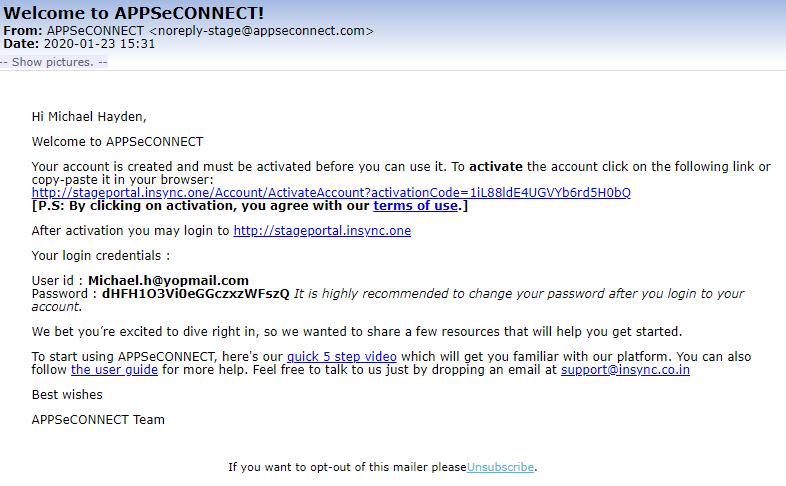 Welcome to APPSeCONNECT!
From: APPSeCONNECT <noreply-stage@appseconnect.com>
Date: 2020-01-23 15:31
-- Show pictures. --
Hi Michael Hayden,
Welcome to APPSeCONNECT
Your account is created and must be activated before you can use it. To activate the account click on the following link or
copy-paste it in your browser:
http://stageportal.insync.one/Account/ActivateAccount?activationCode=1iL88ldE4UGVYb6rd5H0bQ
[P.S: By clicking on activation, you agree with our terms of use.]
After activation you may login to http://stageportal.insync.one
Your login credentials :
User id : Michael.h@yopmail.com
Password : dHFH1O3Vi0eGGczxzWFszQ It is highly recommended to change your password after you login to your
account.
We bet you’re excited to dive right in, so we wanted to share a few resources that will help you get started.
To start using APPSeCONNECT, here's our quick 5 step video which will get you familiar with our platform. You can also
follow the user guide for more help. Feel free to talk to us just by dropping an email at support@insync.co.in
Best wishes
APPSeCONNECT Team
If you want to opt-out of this mailer pleaseUnsubscribe.